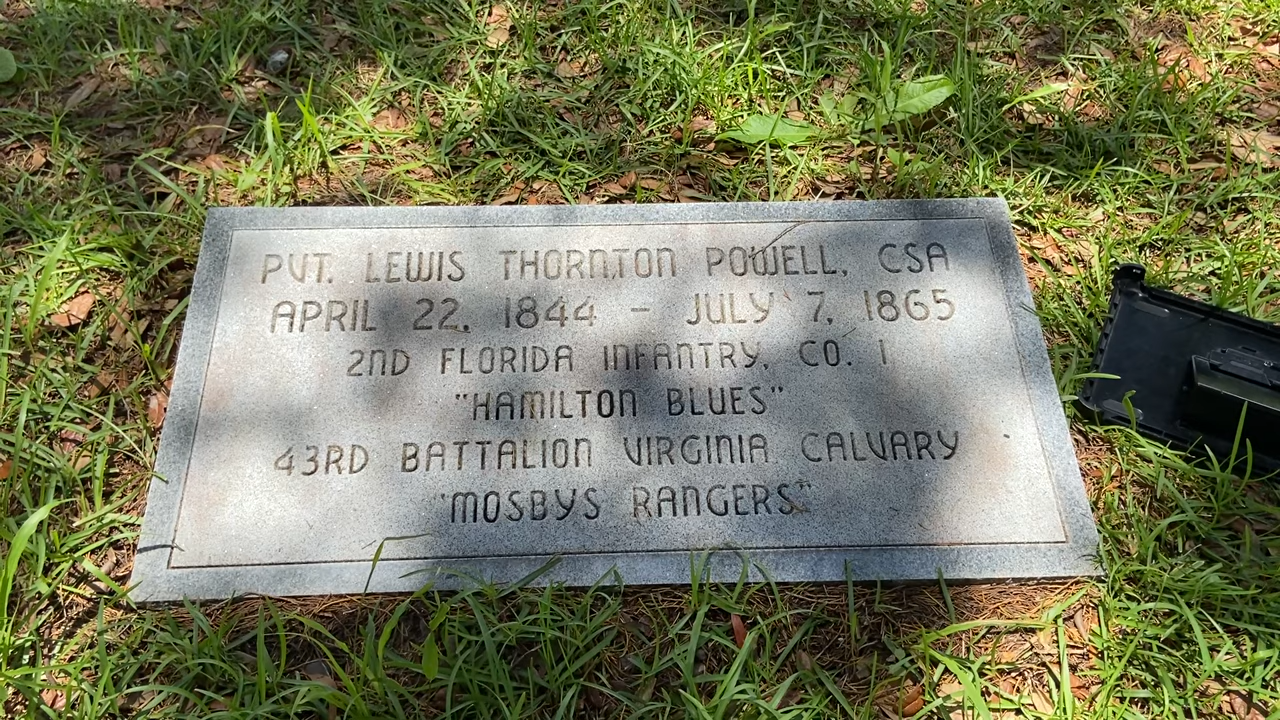 PVT. LEWIS THORNTON POWELL, CSA
APRIL 22, 1844 – JULY 7, 1865
2ND FLORIDA INFANTRY, CO. I
"HAMILTON BLUES"
43RD BATTALION VIRGINIA CALVARY
"MOSBYS RANGERS"